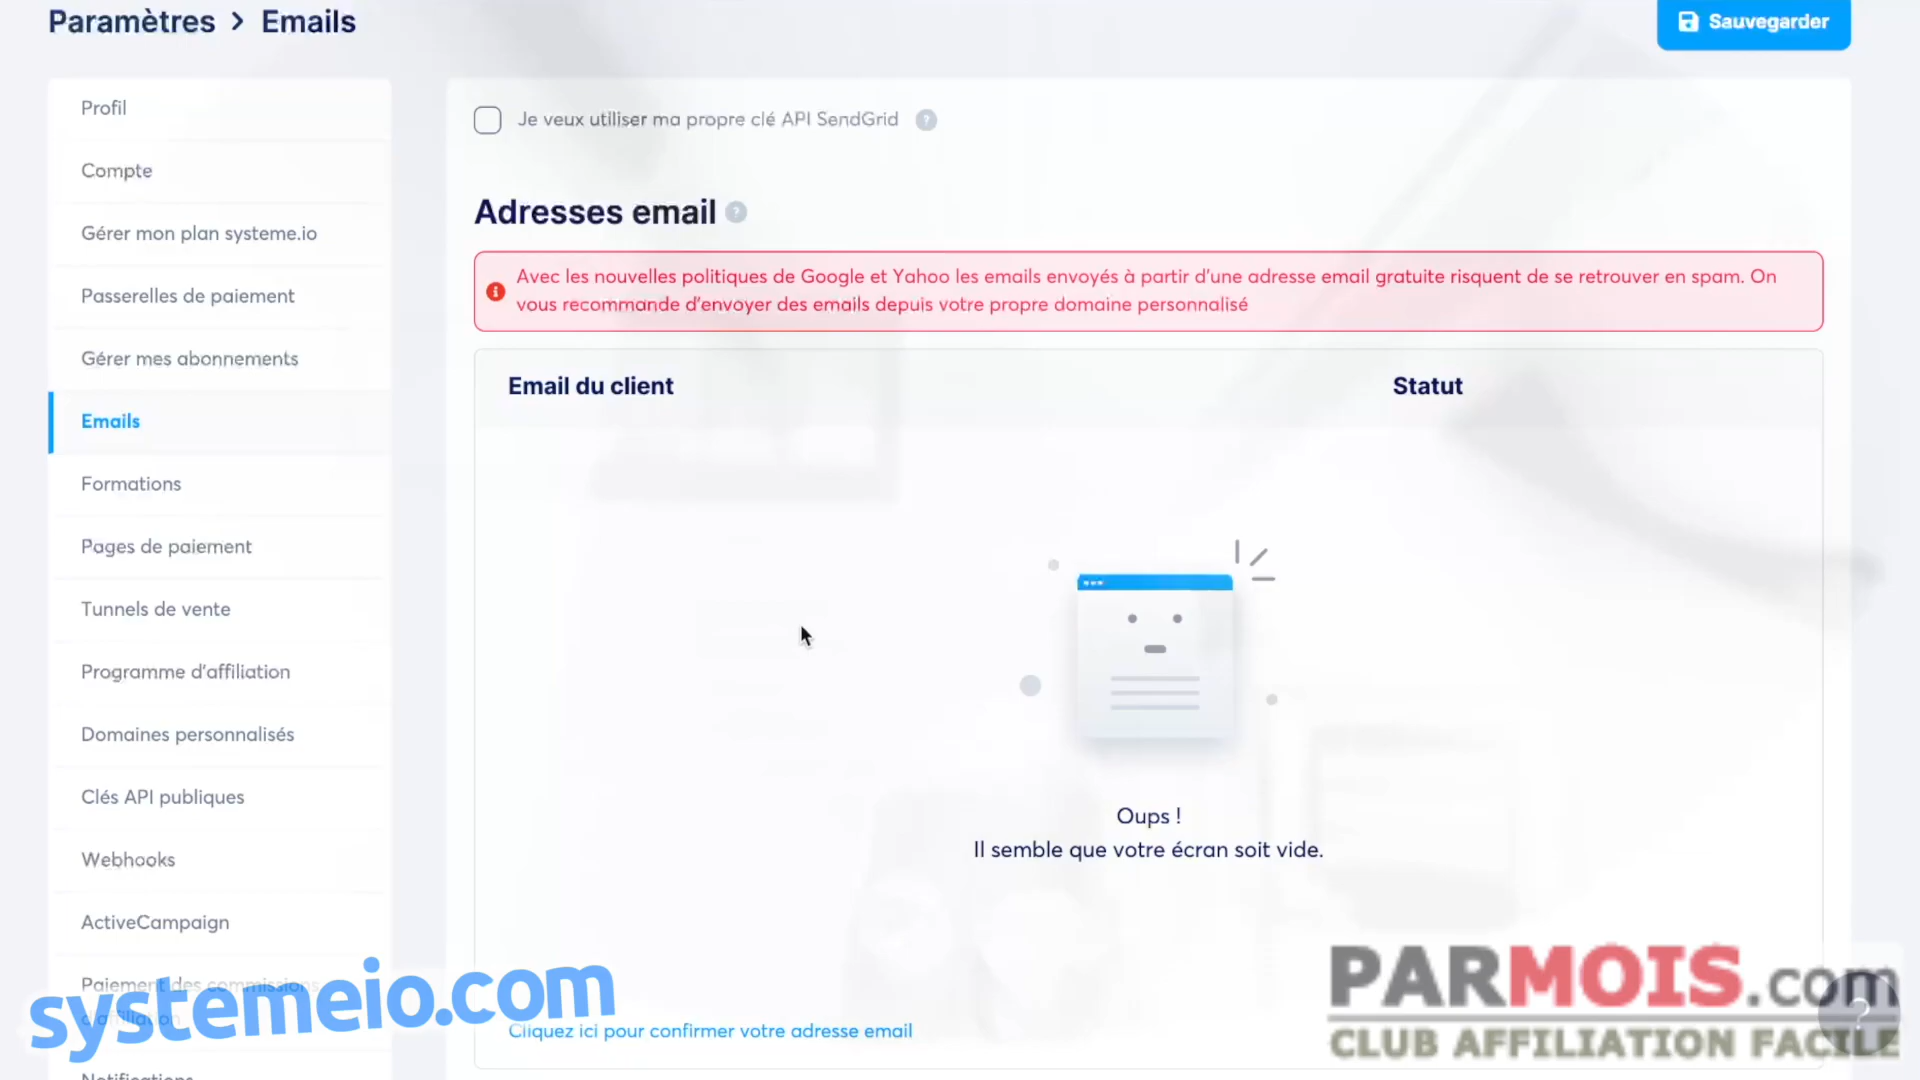 Paramètres > Emails
Sauvegarder
Profil
Compte
Gérer mon plan systeme.io
Passerelles de paiement
Gérer mes abonnements
Emails
Formations
Pages de paiement
Tunnels de vente
Programme d'affiliation
Domaines personnalisés
Clés API publiques
Webhooks
ActiveCampaign
Paiement des commissions
d'affiliation
Notifications
Je veux utiliser ma propre clé API SendGrid ?
Adresses email ?
Avec les nouvelles politiques de Google et Yahoo les emails envoyés à partir d'une adresse email gratuite risquent de se retrouver en spam. On
vous recommande d'envoyer des emails depuis votre propre domaine personnalisé
Email du client
Statut
Oups !
Il semble que votre écran soit vide.
Cliquez ici pour confirmer votre adresse email
systemeio.com
PARMOIS.com
CLUB AFFILIATION FACILE
?